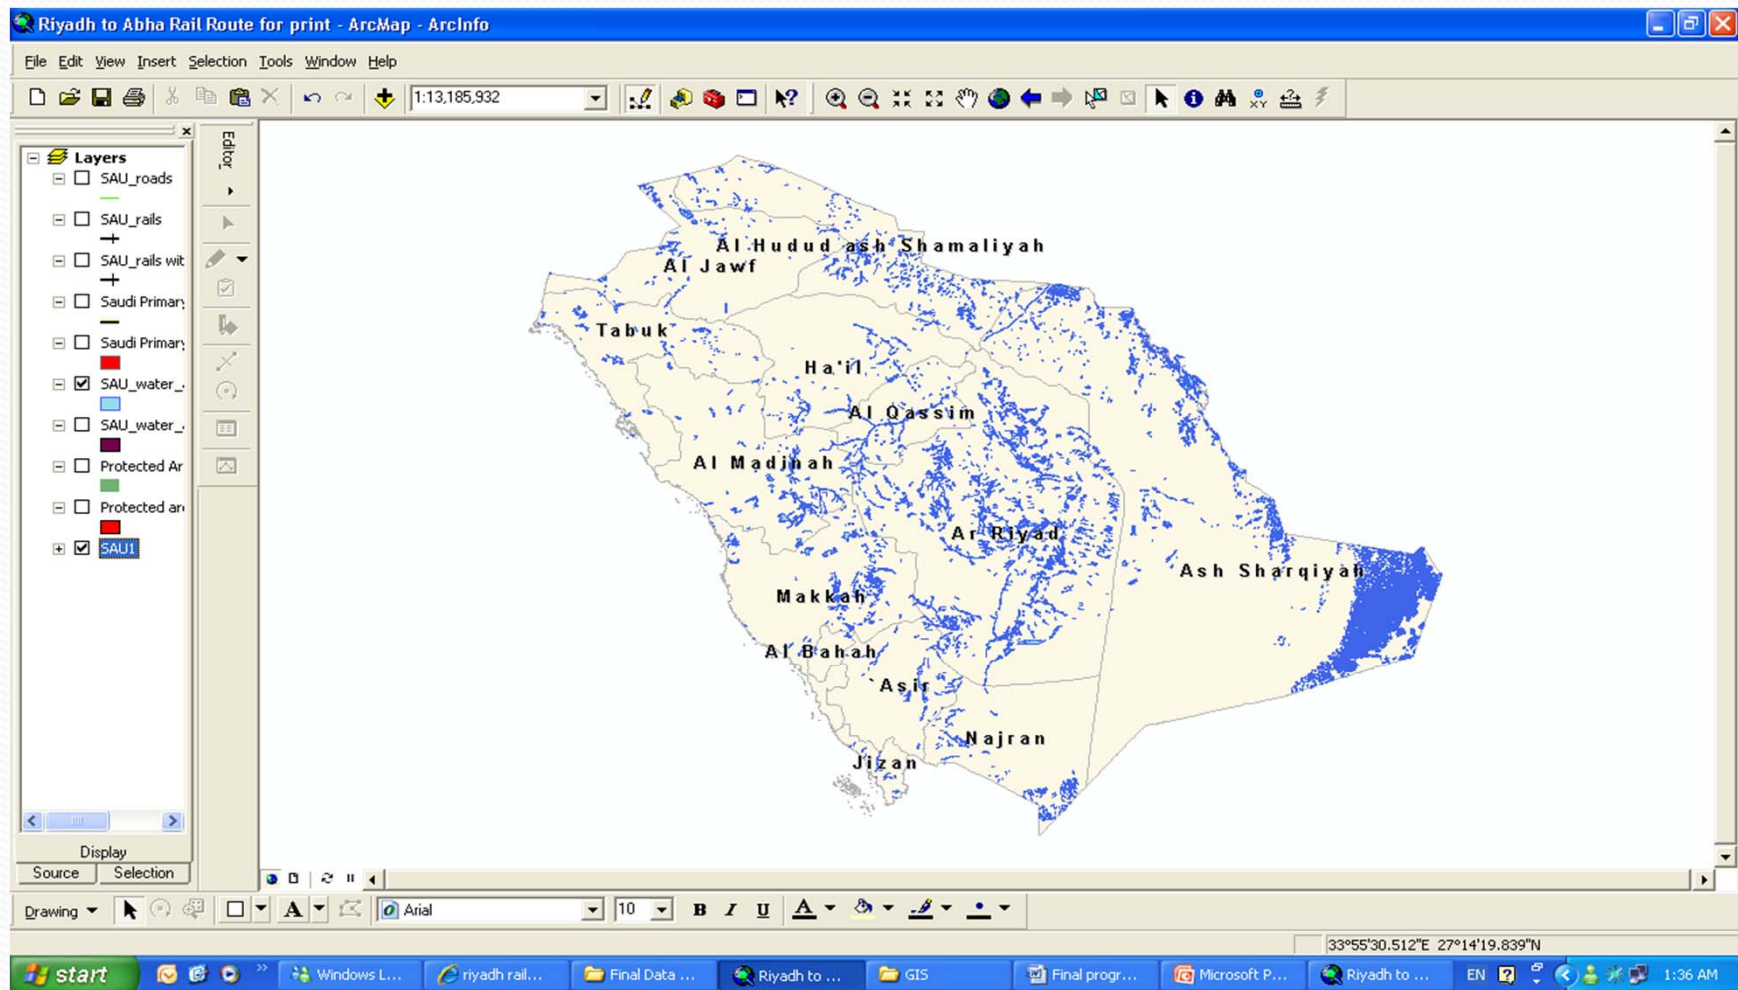 Riyadh to Abha Rail Route for print - ArcMap - ArcInfo
File Edit View Insert Selection Tools Window Help
1:13,185,932
Editor
Layers
SAU_roads
SAU_rails
SAU_rails wit
Saudi Primary
Saudi Primary
SAU_water_
SAU_water_
Protected Ar
Protected are
SAU1
Al Hudud ash Shamaliyah
Al Jawf
Tabuk
Ha'il
Al Qassim
Al Madinah
Ar Riyad
Ash Sharqiyah
Makkah
Al Bahah
`Asir
Najran
Jizan
Display
Source Selection
Drawing A Arial 10 B I U A
33°55'30.512"E 27°14'19.839"N
start » Windows L... riyadh rail... Final Data ... Riyadh to ... GIS Final progr... Microsoft P... Riyadh to ... EN 1:36 AM